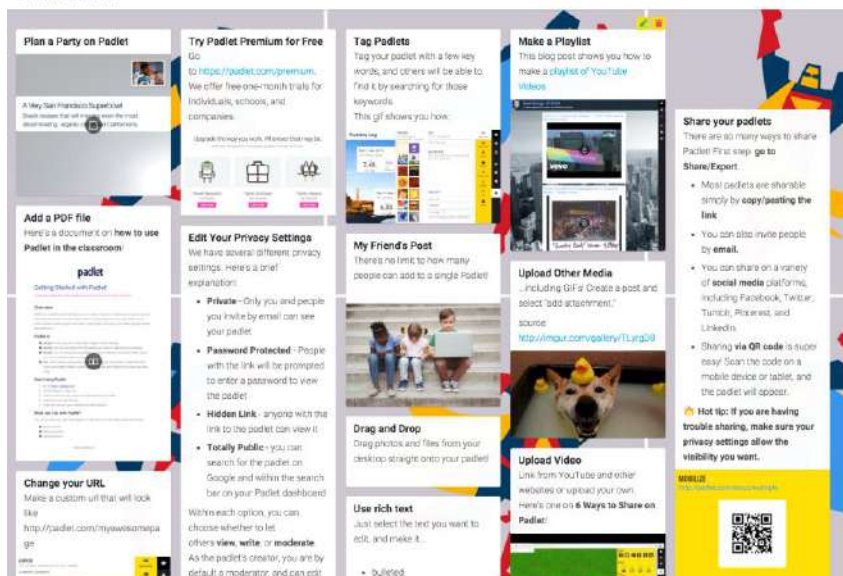 Plan a Party on Padlet
A Very San Francisco Superbowl
Add a PDF file
Here's a document on how to use
Padlet in the classroom!
padlet
Getting Started with Padlet
Change your URL
Make a custom url that will look
like
http://padlet.com/myawesomepa
ge
Try Padlet Premium for Free
Go
to https://padlet.com/premium.
We offer free one-month trials for
individuals, schools, and
companies.
Upgrade the way you work. I'll believe that may be.
Edit Your Privacy Settings
We have several different privacy
settings. Here's a brief
explanation:
• Private - Only you and people
you invite by email can see
your padlet
• Password Protected - People
with the link will be prompted
to enter a password to view
the padlet
• Hidden Link - anyone with the
link to the padlet can view it
• Totally Public - you can
search for the padlet on
Google and within the search
bar on your Padlet dashboard
Within each option, you can
choose whether to let
others view, write, or moderate.
As the padlet's creator, you are by
default a moderator, and can edit
Tag Padlets
Tag your padlet with a few key
words, and others will be able to
find it by searching for those
keywords.
This gif shows you how:
My Friend's Post
There's no limit to how many
people can add to a single Padlet!
Drag and Drop
Drag photos and files from your
desktop straight onto your padlet!
Use rich text
Just select the text you want to
edit, and make it...
• bulleted
Make a Playlist
This blog post shows you how to
make a playlist of YouTube
Videos
vevo
Upload Other Media
...including GIFs! Create a post and
select "add attachment."
source:
http://imgur.com/gallery/TLyrgD9
Upload Video
Link from YouTube and other
websites or upload your own.
Here's one on 6 Ways to Share on
Padlet!
Share your padlets
There are so many ways to share
Padlet! First step: go to
Share/Export.
• Most padlets are sharable
simply by copy/pasting the
link
• You can also invite people
by email.
• You can share on a variety
of social media platforms,
including Facebook, Twitter,
Tumblr, Pinterest, and
LinkedIn
• Sharing via QR code is super
easy! Scan the code on a
mobile device or tablet, and
the padlet will appear.
Hot tip: If you are having
trouble sharing, make sure your
privacy settings allow the
visibility you want.
MOBILIZE